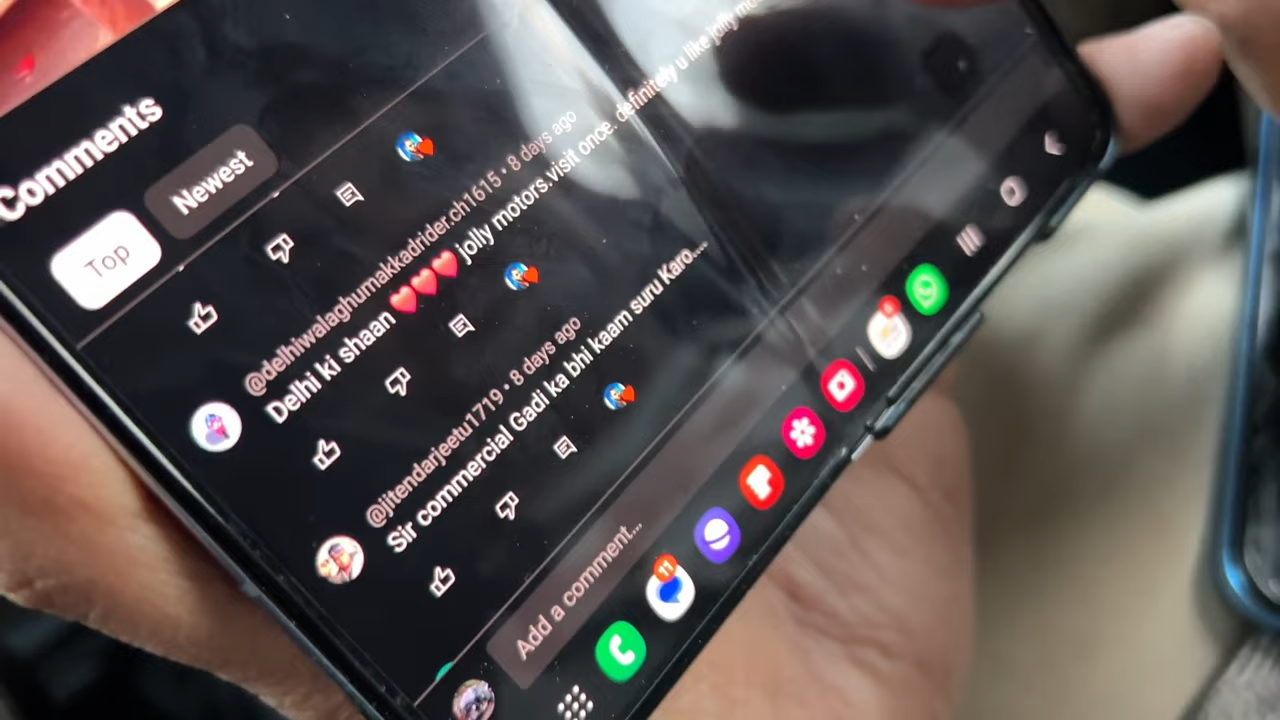 Comments
Top
Newest
@delhiwalaghumakkadrider.ch1615 • 8 days ago
Delhi ki shaan ❤️❤️❤️ jolly motors.visit once. definitely u like jolly
@jitendarjeetu1719 • 8 days ago
Sir commercial Gadi ka bhi kaam suru Karo...
Add a comment...
11